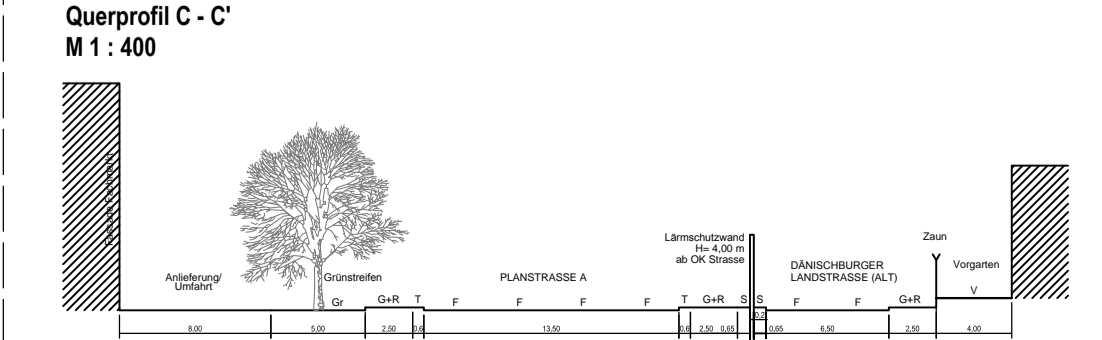 Querprofil C - C'
M 1 : 400
Fassade Fachmarkt
Lärmschutzwand
H= 4,00 m
ab OK Strasse
Zaun
Anlieferung/
Umfahrt
Grünstreifen
PLANSTRASSE A
DÄNISCHBURGER
LANDSTRASSE (ALT)
Vorgarten
Gr G+R T F F F F T G+R S S F F G+R V
0,2
8,00 5,00 2,50 0,6 13,50 0,6 2,50 0,65 0,65 6,50 2,50 4,00